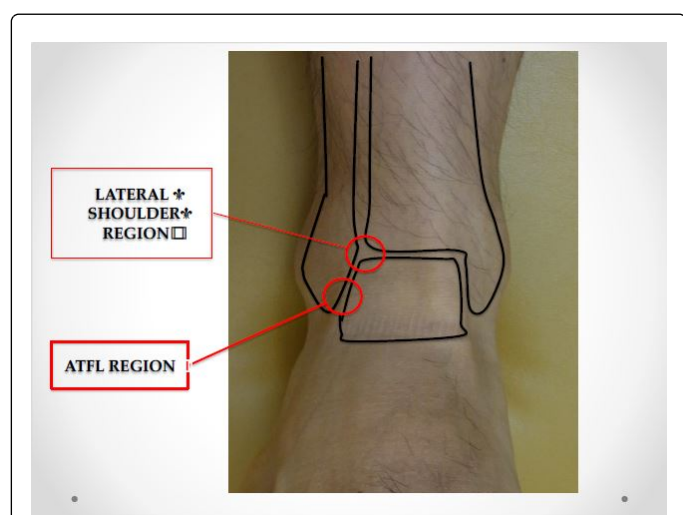 LATERAL ⚜
SHOULDER⚜
REGION□
ATFL REGION